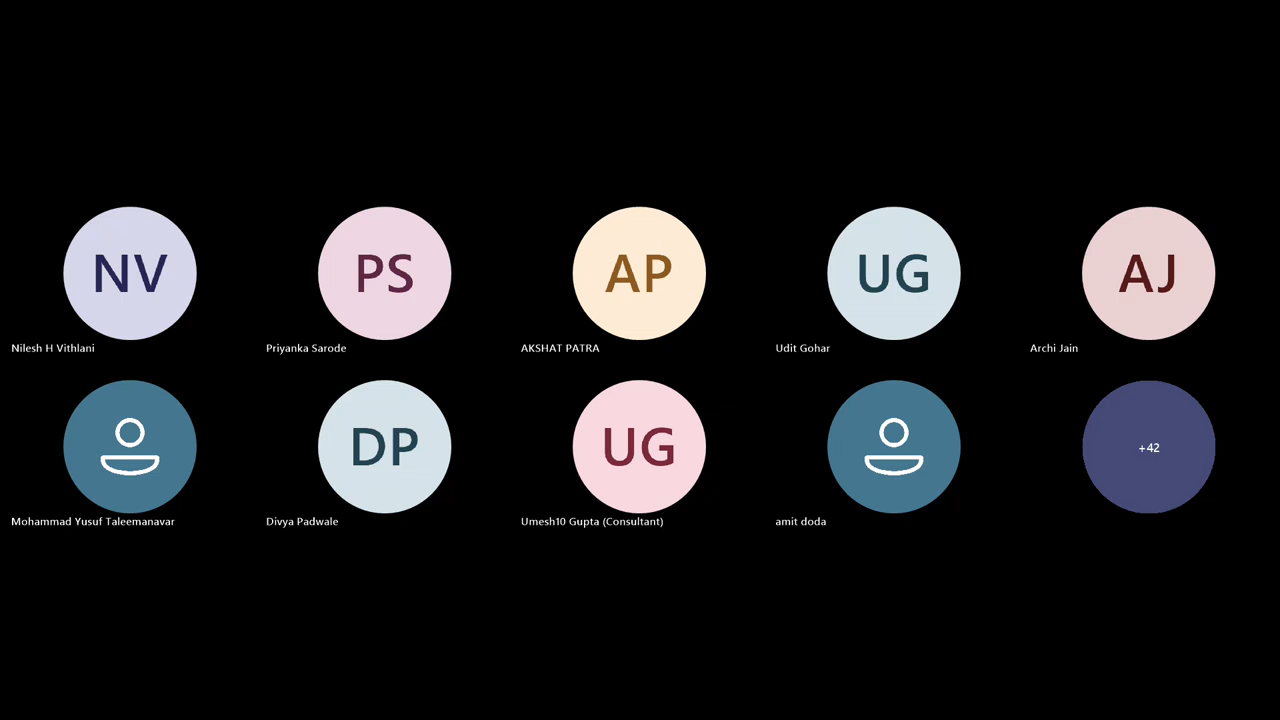 NV PS AP UG AJ
Nilesh H Vithlani Priyanka Sarode AKSHAT PATRA Udit Gohar Archi Jain
DP UG +42
Mohammad Yusuf Taleemanavar Divya Padwale Umesh10 Gupta (Consultant) amit doda